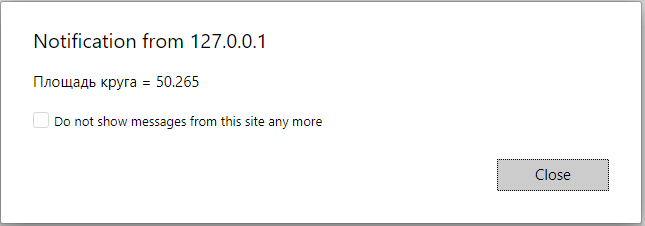 Notification from 127.0.0.1
Площадь круга = 50.265
Do not show messages from this site any more
Close